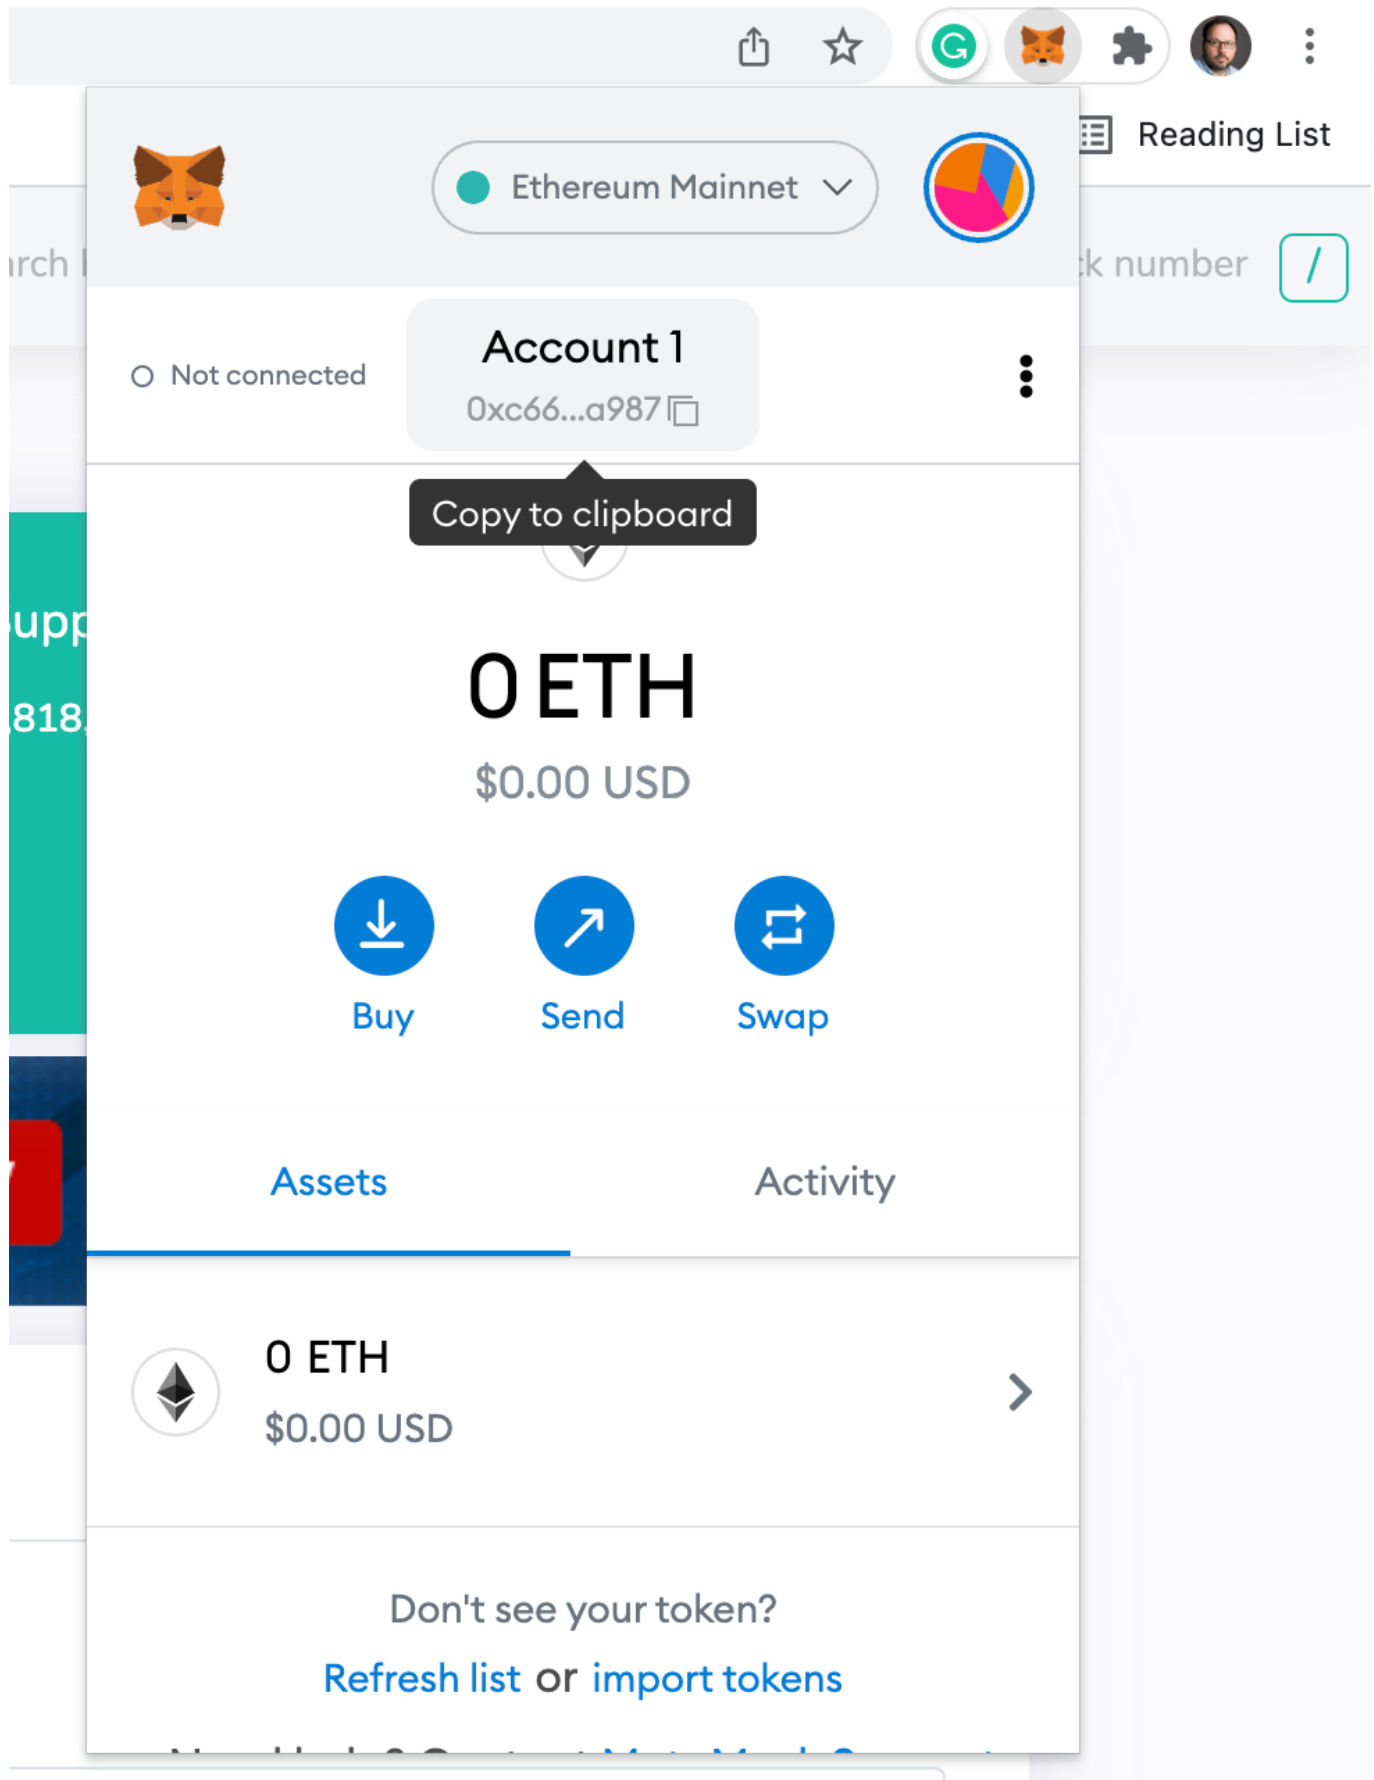 Reading List
Ethereum Mainnet
number
/
Account 1
Not connected
0xc66...a987
Copy to clipboard
0 ETH
$0.00 USD
,818,
Buy
Send
Swap
Assets
Activity
0 ETH
$0.00 USD
Don't see your token?
Refresh list or import tokens